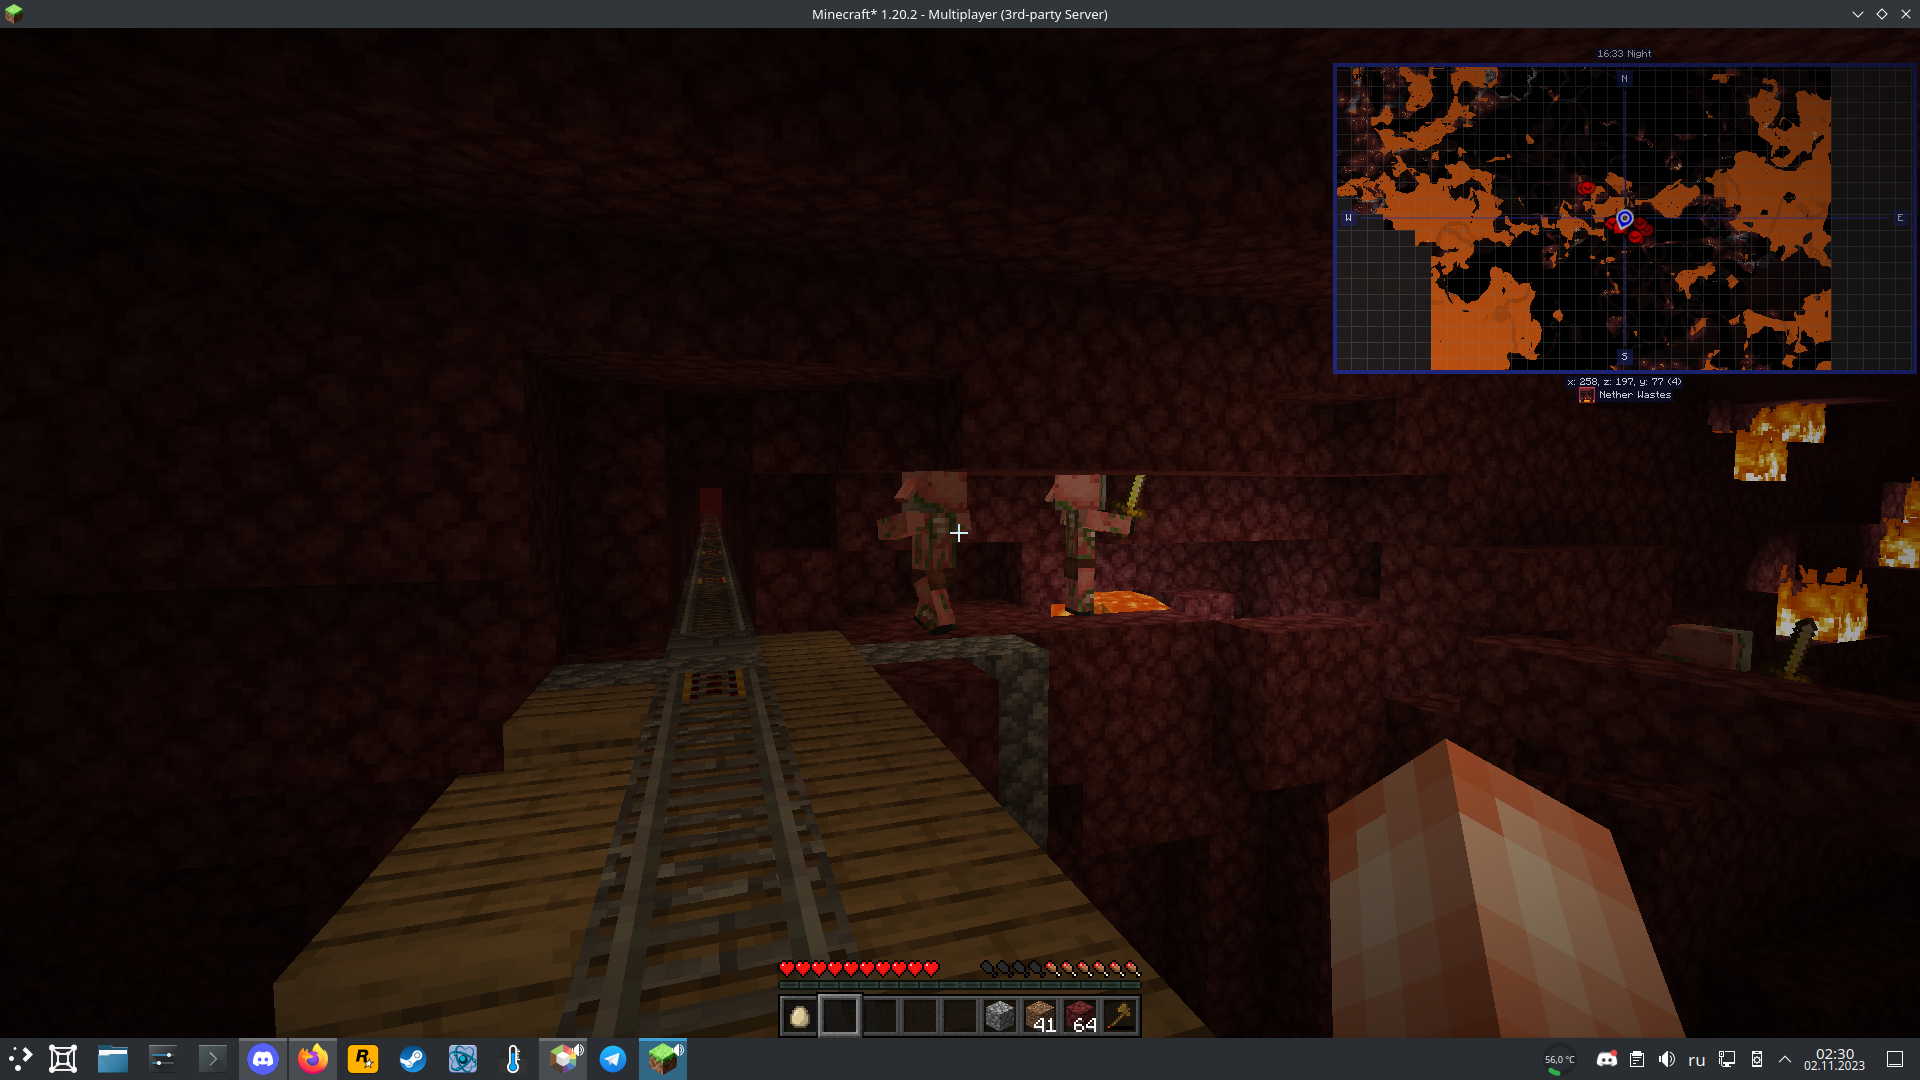 Minecraft* 1.20.2 - Multiplayer (3rd-party Server)
16:33 Night
N
W
E
S
x: 258, z: 197, y: 77 (4)
Nether Wastes
41
64
R
56,0 °C
ru
02:30
02.11.2023